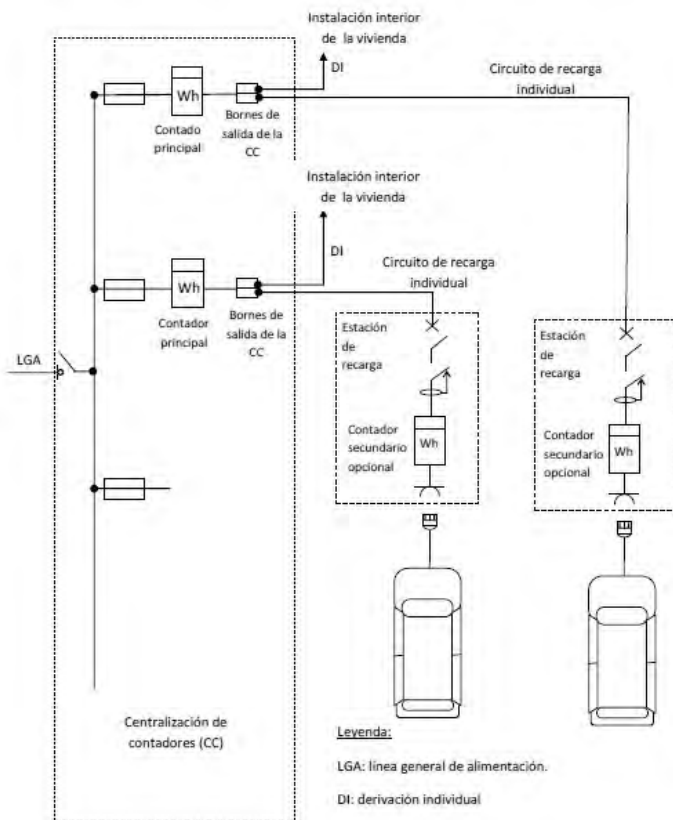 Instalación interior
de la vivienda
DI
Circuito de recarga
individual
Wh
Contado
principal
Bornes de
salida de la
CC
Instalación interior
de la vivienda
DI
Circuito de recarga
individual
Wh
Contador
principal
Bornes de
salida de la
CC
LGA
Estación
de
recarga
Contador
secundario
opcional
Wh
Estación
de
recarga
Contador
secundario
opcional
Wh
Centralización de
contadores (CC)
Leyenda:
LGA: línea general de alimentación.
DI: derivación individual